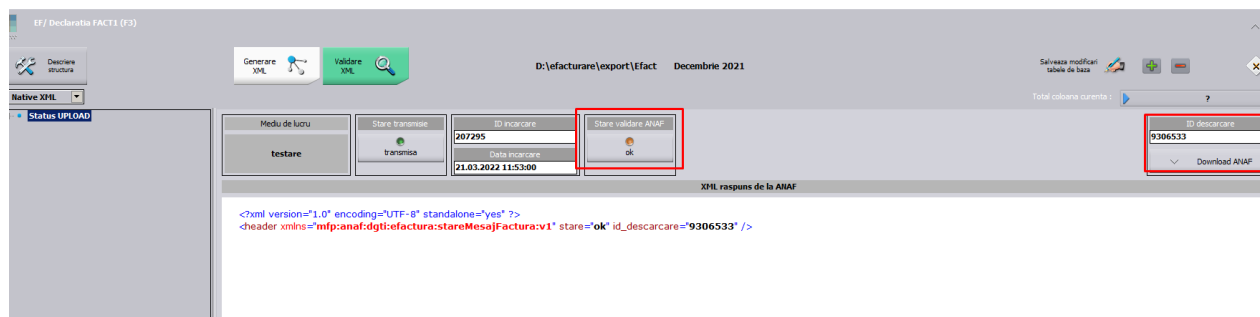 EF/ Declaratia FACT1 (F3)
Descriere structura
Generare XML
Validare XML
D:\efacturare\export\Efact Decembrie 2021
Salveaza modificari tabele de baza
Native XML
Total coloana curenta :
?
Status UPLOAD
Mediu de lucru
testare
Stare transmisie
transmisa
ID incarcare
207295
Data incarcare
21.03.2022 11:53:00
Stare validare ANAF
ok
ID descarcare
9306533
Download ANAF
XML raspuns de la ANAF
<?xml version="1.0" encoding="UTF-8" standalone="yes" ?>
<header xmlns="mfp:anaf:dgti:efactura:stareMesajFactura:v1" stare="ok" id_descarcare="9306533" />